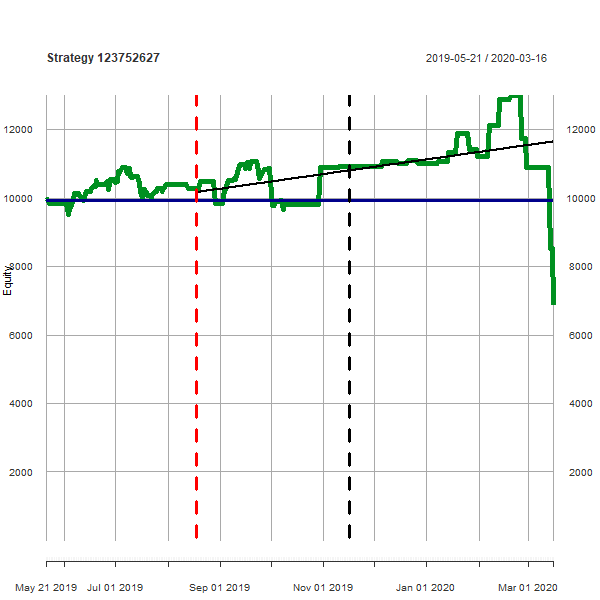 Strategy 123752627
2019-05-21 / 2020-03-16
12000
12000
10000
10000
8000
8000
Equity
6000
6000
4000
4000
2000
2000
May 21 2019
Jul 01 2019
Sep 01 2019
Nov 01 2019
Jan 01 2020
Mar 01 2020